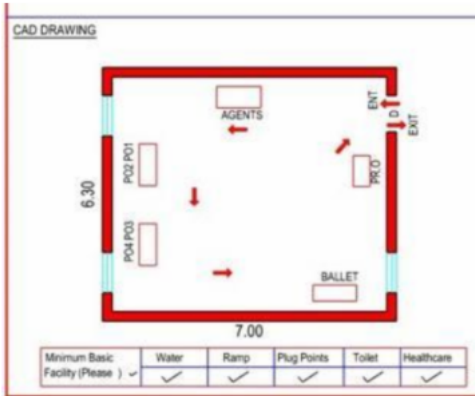 CAD DRAWING
AGENTS
ENT
D
EXIT
PO2 PO1
PR.O
6.30
PO4 PO3
BALLET
7.00
Minimum Basic Facility (Please ) ✓
Water
Ramp
Plug Points
Toilet
Healthcare
✓ ✓ ✓ ✓ ✓